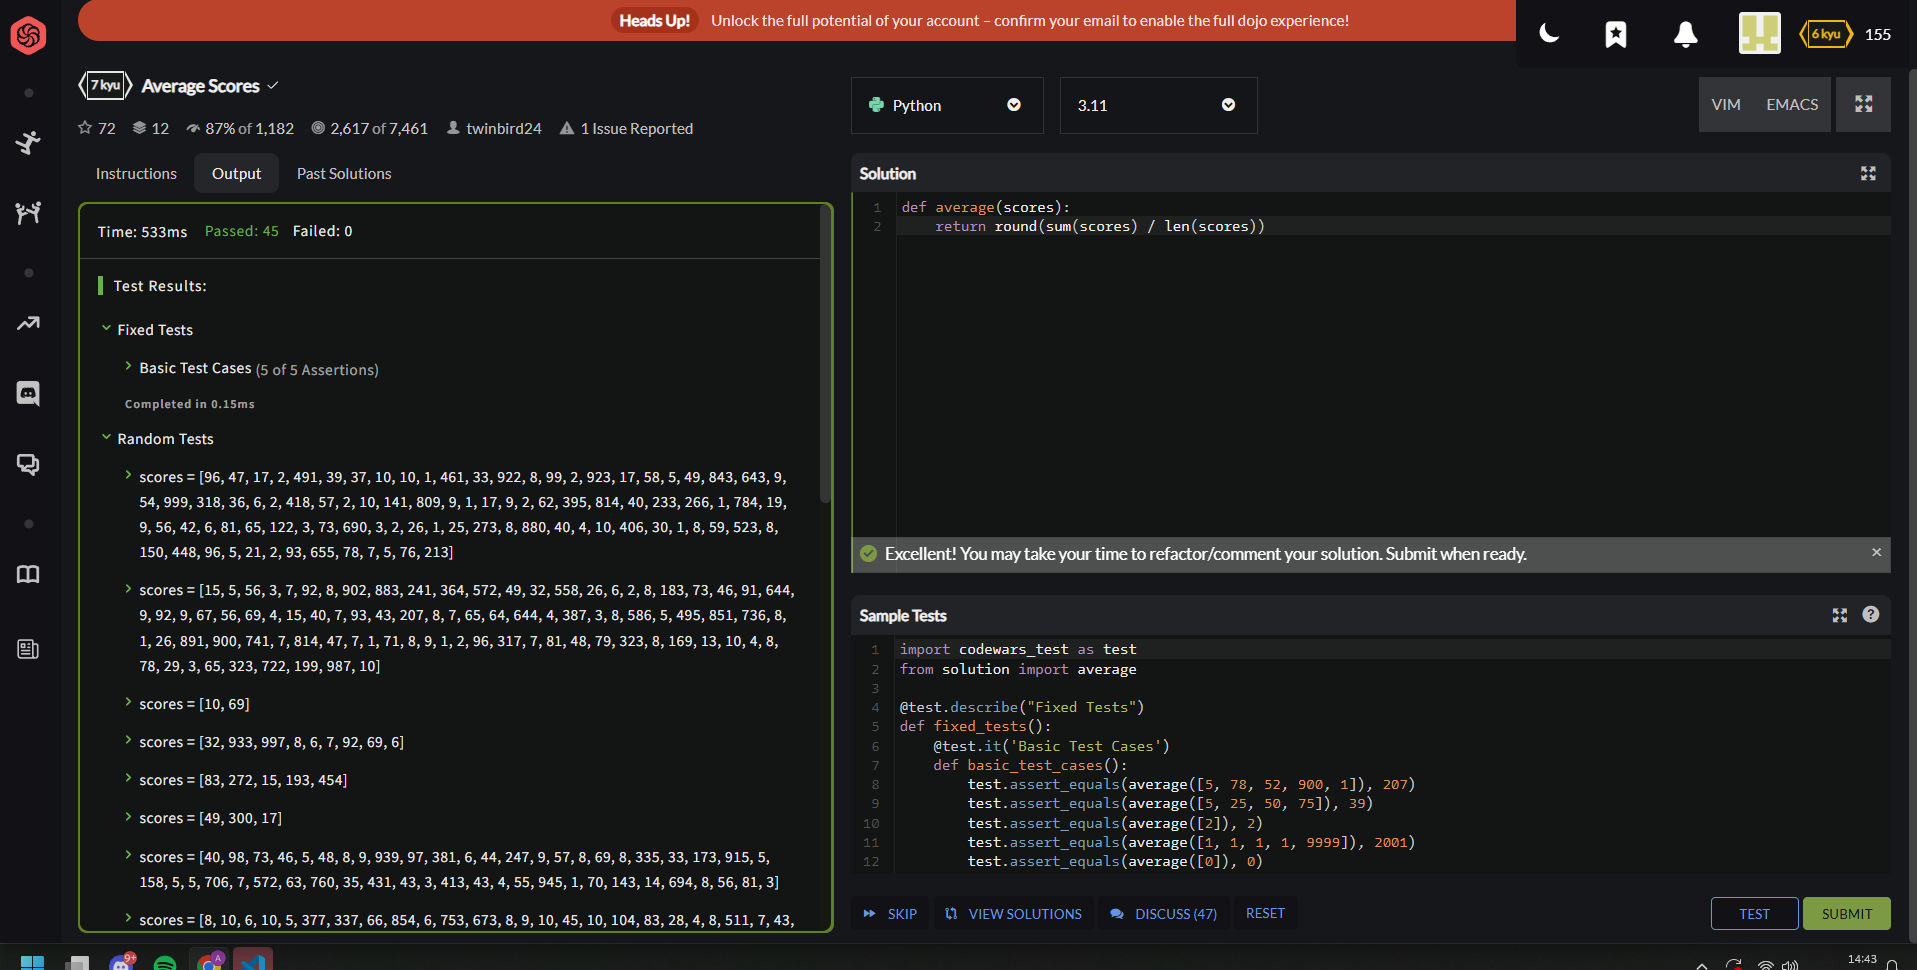 Heads Up! Unlock the full potential of your account – confirm your email to enable the full dojo experience!
6 kyu 155
7 kyu Average Scores
72 12 87% of 1,182 2,617 of 7,461 twinbird24 1 Issue Reported
Instructions Output Past Solutions
Time: 533ms Passed: 45 Failed: 0
Test Results:
Fixed Tests
Basic Test Cases (5 of 5 Assertions)
Completed in 0.15ms
Random Tests
scores = [96, 47, 17, 2, 491, 39, 37, 10, 10, 1, 461, 33, 922, 8, 99, 2, 923, 17, 58, 5, 49, 843, 643, 9,
54, 999, 318, 36, 6, 2, 418, 57, 2, 10, 141, 809, 9, 1, 17, 9, 2, 62, 395, 814, 40, 233, 266, 1, 784, 19,
9, 56, 42, 6, 81, 65, 122, 3, 73, 690, 3, 2, 26, 1, 25, 273, 8, 880, 40, 4, 10, 406, 30, 1, 8, 59, 523, 8,
150, 448, 96, 5, 21, 2, 93, 655, 78, 7, 5, 76, 213]
scores = [15, 5, 56, 3, 7, 92, 8, 902, 883, 241, 364, 572, 49, 32, 558, 26, 6, 2, 8, 183, 73, 46, 91, 644,
9, 92, 9, 67, 56, 69, 4, 15, 40, 7, 93, 43, 207, 8, 7, 65, 64, 644, 4, 387, 3, 8, 586, 5, 495, 851, 736, 8,
1, 26, 891, 900, 741, 7, 814, 47, 7, 1, 71, 8, 9, 1, 2, 96, 317, 7, 81, 48, 79, 323, 8, 169, 13, 10, 4, 8,
78, 29, 3, 65, 323, 722, 199, 987, 10]
scores = [10, 69]
scores = [32, 933, 997, 8, 6, 7, 92, 69, 6]
scores = [83, 272, 15, 193, 454]
scores = [49, 300, 17]
scores = [40, 98, 73, 46, 5, 48, 8, 9, 939, 97, 381, 6, 44, 247, 9, 57, 8, 69, 8, 335, 33, 173, 915, 5,
158, 5, 5, 706, 7, 572, 63, 760, 35, 431, 43, 3, 413, 43, 4, 55, 945, 1, 70, 143, 14, 694, 8, 56, 81, 3]
scores = [8, 10, 6, 10, 5, 377, 337, 66, 854, 6, 753, 673, 8, 9, 10, 45, 10, 104, 83, 28, 4, 8, 511, 7, 43,
Python 3.11 VIM EMACS
Solution
1 def average(scores):
2 return round(sum(scores) / len(scores))
Excellent! You may take your time to refactor/comment your solution. Submit when ready. ×
Sample Tests
1 import codewars_test as test
2 from solution import average
3
4 @test.describe("Fixed Tests")
5 def fixed_tests():
6 @test.it('Basic Test Cases')
7 def basic_test_cases():
8 test.assert_equals(average([5, 78, 52, 900, 1]), 207)
9 test.assert_equals(average([5, 25, 50, 75]), 39)
10 test.assert_equals(average([2]), 2)
11 test.assert_equals(average([1, 1, 1, 1, 9999]), 2001)
12 test.assert_equals(average([0]), 0)
SKIP VIEW SOLUTIONS DISCUSS (47) RESET TEST SUBMIT
9+ A 14:43